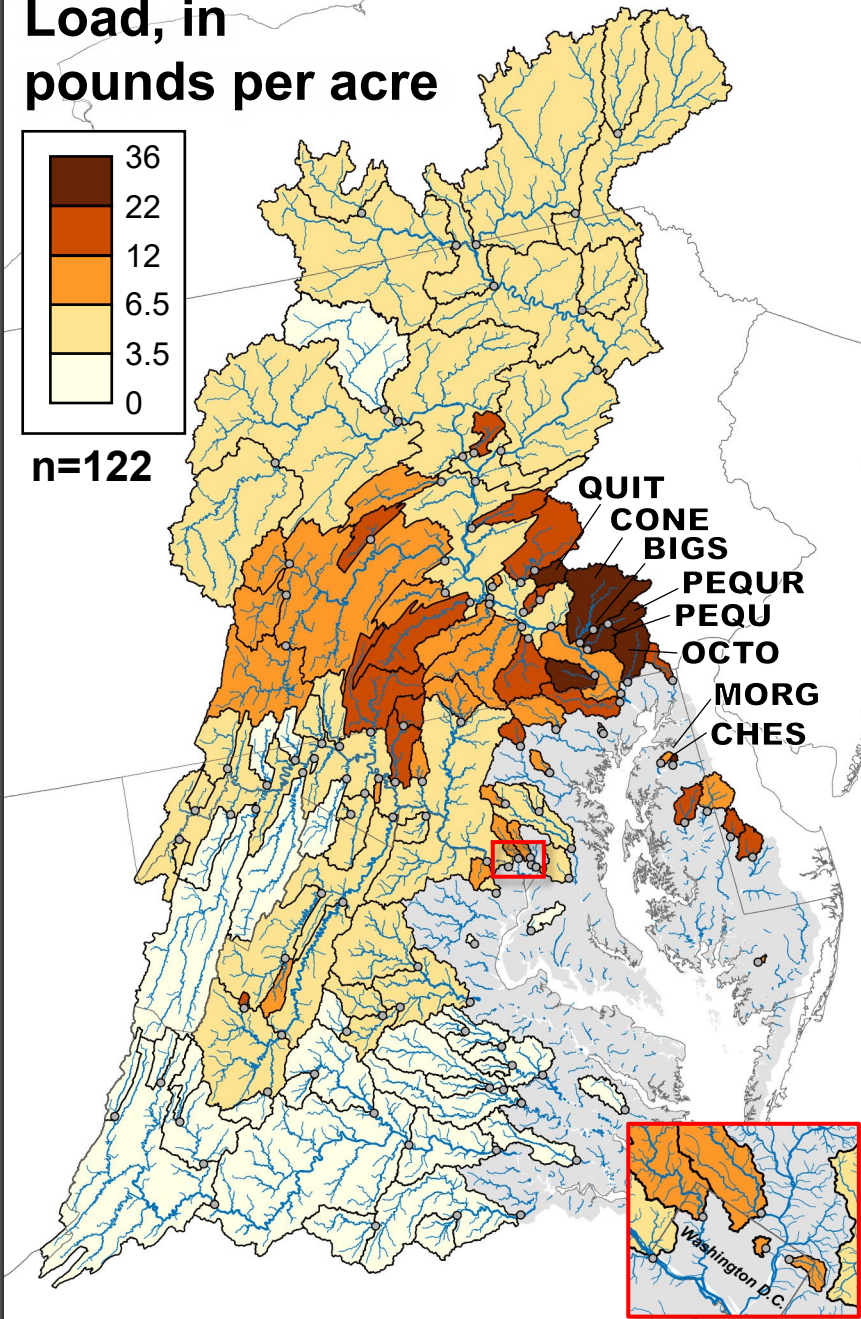 Load, in
pounds per acre
36
22
12
6.5
3.5
0
n=122
QUIT
CONE
BIGS
PEQUR
PEQU
OCTO
MORG
CHES
Washington D.C.